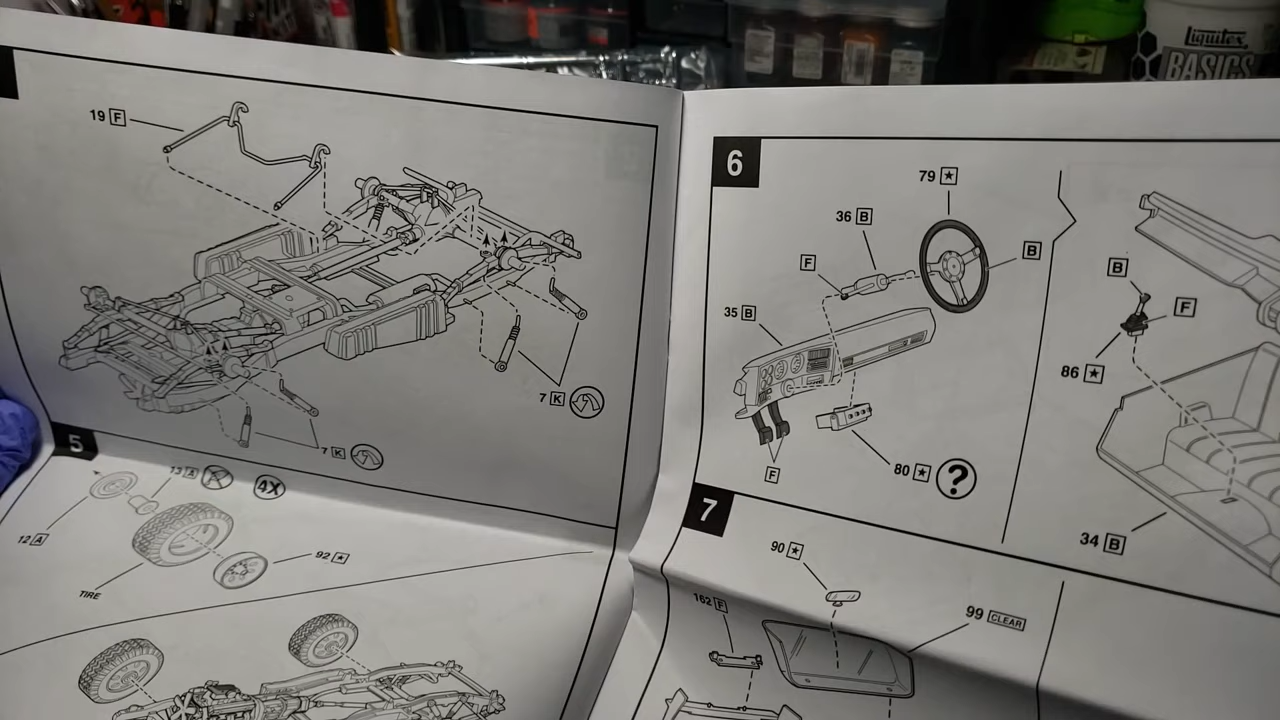 19 F
7 K
7 K
5
13 A
4X
12 A
92 ★
TIRE
6
79 ★
36 B
F
B
35 B
80 ★ ?
F
B
F
86 ★
34 B
7
90 ★
162 F
99 CLEAR
Liquitex
BASICS